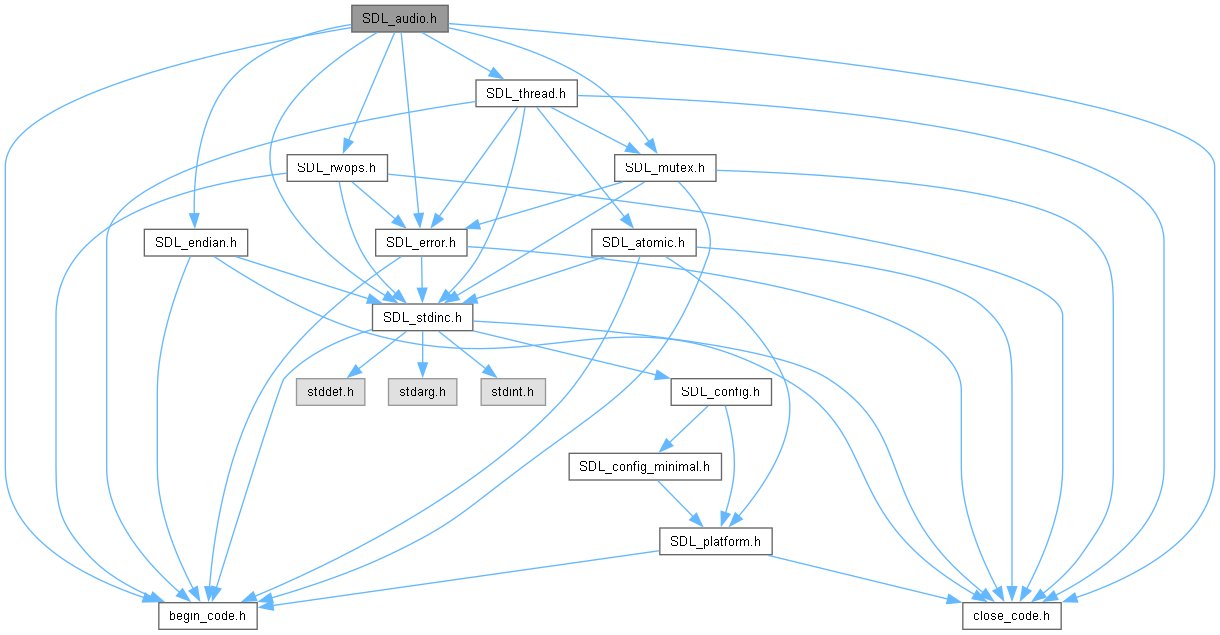 SDL_audio.h
SDL_thread.h
SDL_rwops.h
SDL_mutex.h
SDL_endian.h
SDL_error.h
SDL_atomic.h
SDL_stdinc.h
stddef.h
stdarg.h
stdint.h
SDL_config.h
SDL_config_minimal.h
SDL_platform.h
begin_code.h
close_code.h